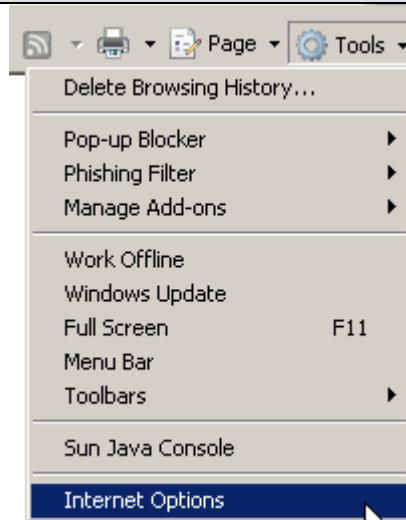 Page Tools
Delete Browsing History...
Pop-up Blocker
Phishing Filter
Manage Add-ons
Work Offline
Windows Update
Full Screen F11
Menu Bar
Toolbars
Sun Java Console
Internet Options